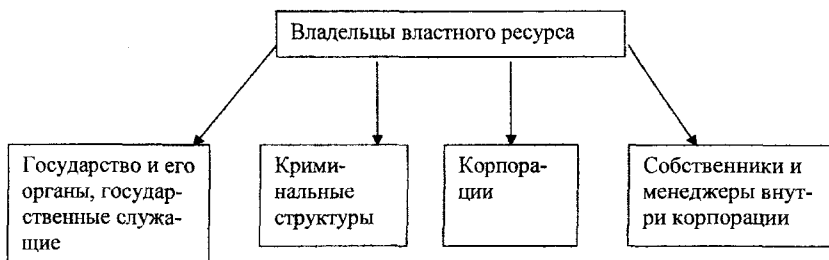 Владельцы властного ресурса
Государство и его
органы, государ-
ственные служа-
щие
Крими-
нальные
структуры
Корпора-
ции
Собственники и
менеджеры внут-
ри корпорации